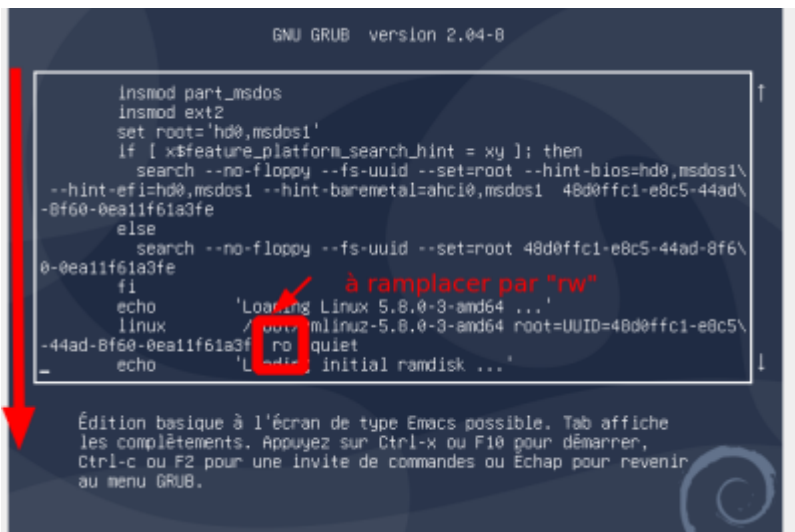 GNU GRUB version 2.04-8
insmod part_msdos
insmod ext2
set root='hd0,msdos1'
if [ x$feature_platform_search_hint = xy ]; then
search --no-floppy --fs-uuid --set=root --hint-bios=hd0,msdos1\
--hint-efi=hd0,msdos1 --hint-baremetal=ahci0,msdos1 48d0ffc1-e8c5-44ad\
-8f60-0ea11f61a3fe
else
search --no-floppy --fs-uuid --set=root 48d0ffc1-e8c5-44ad-8f6\
0-0ea11f61a3fe
à ramplacer par "rw"
fi
echo 'Loading Linux 5.8.0-3-amd64 ...'
linux /boot/vmlinuz-5.8.0-3-amd64 root=UUID=48d0ffc1-e8c5\
-44ad-8f60-0ea11f61a3fe ro quiet
echo 'Loading initial ramdisk ...'
Édition basique à l'écran de type Emacs possible. Tab affiche
les complètements. Appuyez sur Ctrl-x ou F10 pour démarrer,
Ctrl-c ou F2 pour une invite de commandes ou Échap pour revenir
au menu GRUB.